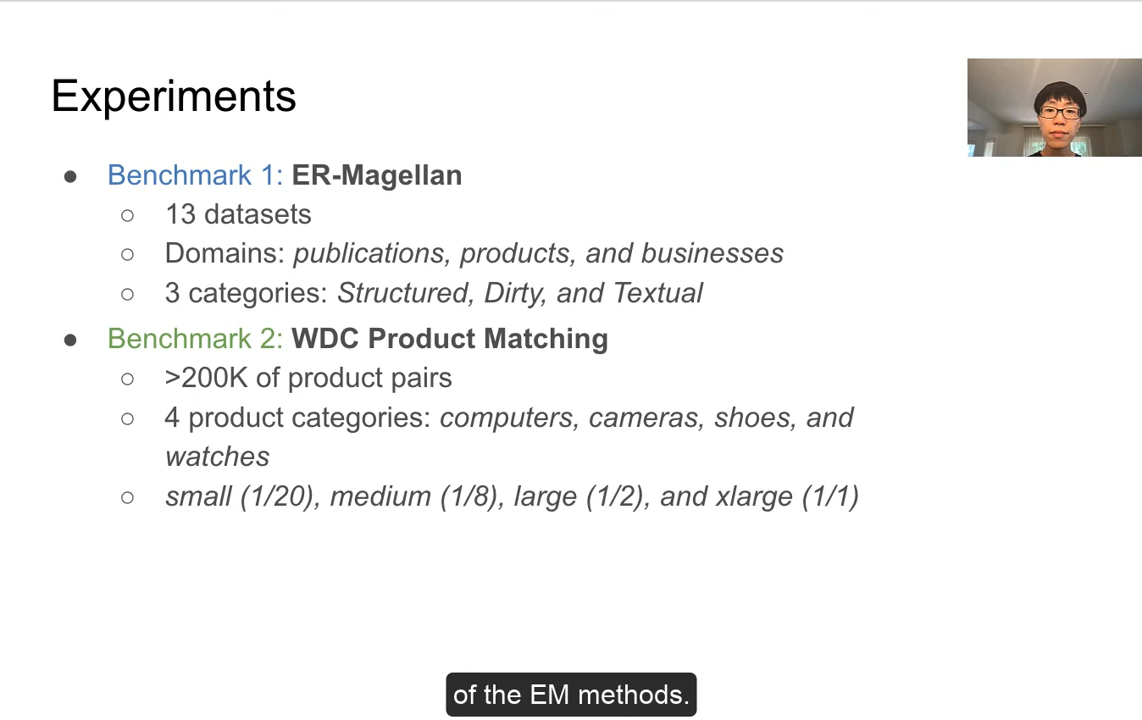 Experiments
● Benchmark 1: ER-Magellan
○ 13 datasets
○ Domains: publications, products, and businesses
○ 3 categories: Structured, Dirty, and Textual
● Benchmark 2: WDC Product Matching
○ >200K of product pairs
○ 4 product categories: computers, cameras, shoes, and
watches
○ small (1/20), medium (1/8), large (1/2), and xlarge (1/1)
of the EM methods.